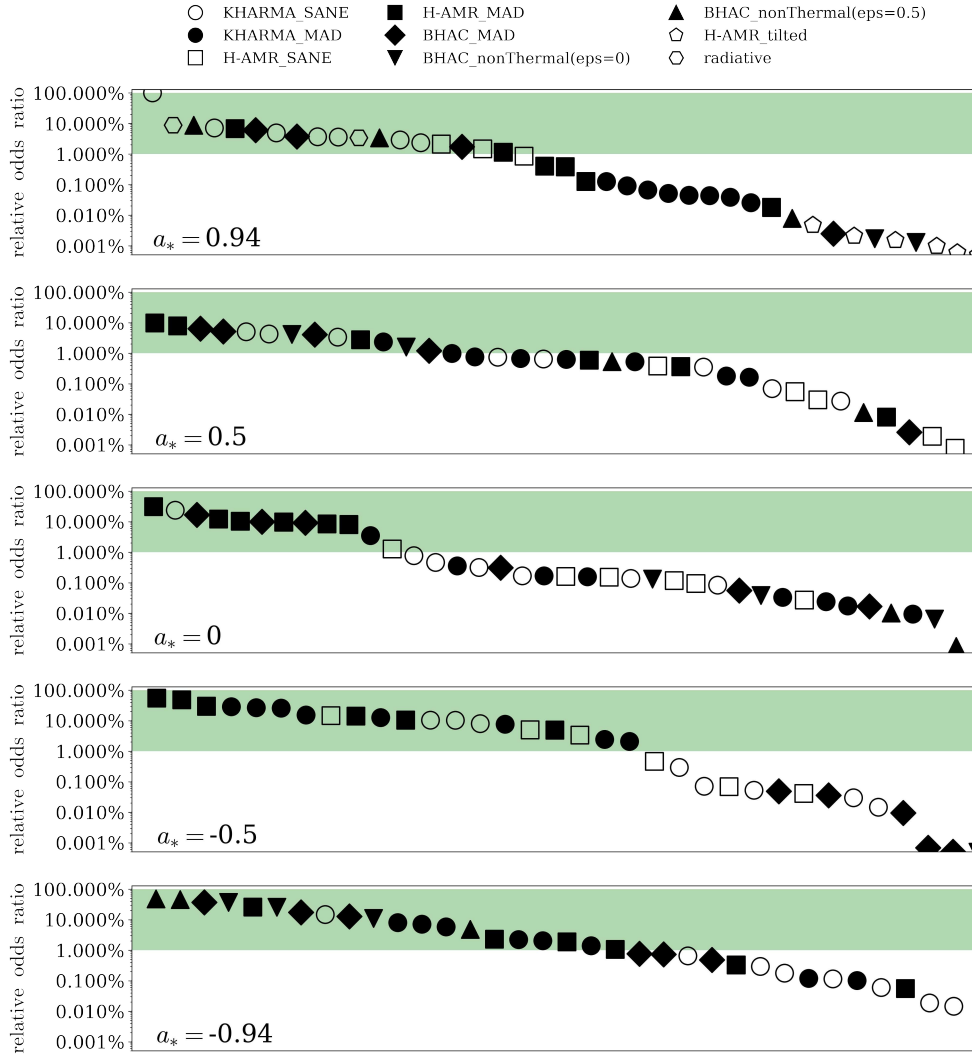 KHARMA_SANE H-AMR_MAD BHAC_nonThermal(eps=0.5)
KHARMA_MAD BHAC_MAD H-AMR_tilted
H-AMR_SANE BHAC_nonThermal(eps=0) radiative
relative odds ratio
100.000%
10.000%
1.000%
0.100%
0.010%
0.001%
a* = 0.94
relative odds ratio
100.000%
10.000%
1.000%
0.100%
0.010%
0.001%
a* = 0.5
relative odds ratio
100.000%
10.000%
1.000%
0.100%
0.010%
0.001%
a* = 0
relative odds ratio
100.000%
10.000%
1.000%
0.100%
0.010%
0.001%
a* = -0.5
relative odds ratio
100.000%
10.000%
1.000%
0.100%
0.010%
0.001%
a* = -0.94